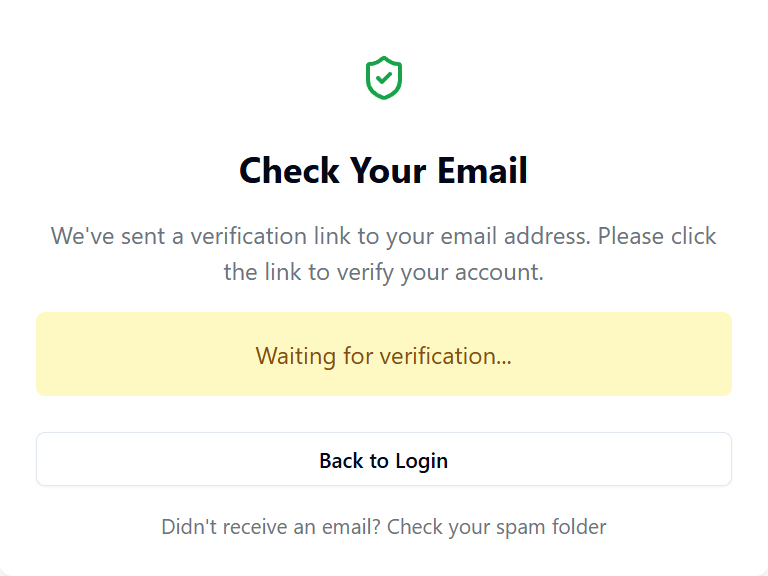 Check Your Email
We've sent a verification link to your email address. Please click
the link to verify your account.
Waiting for verification...
Back to Login
Didn't receive an email? Check your spam folder